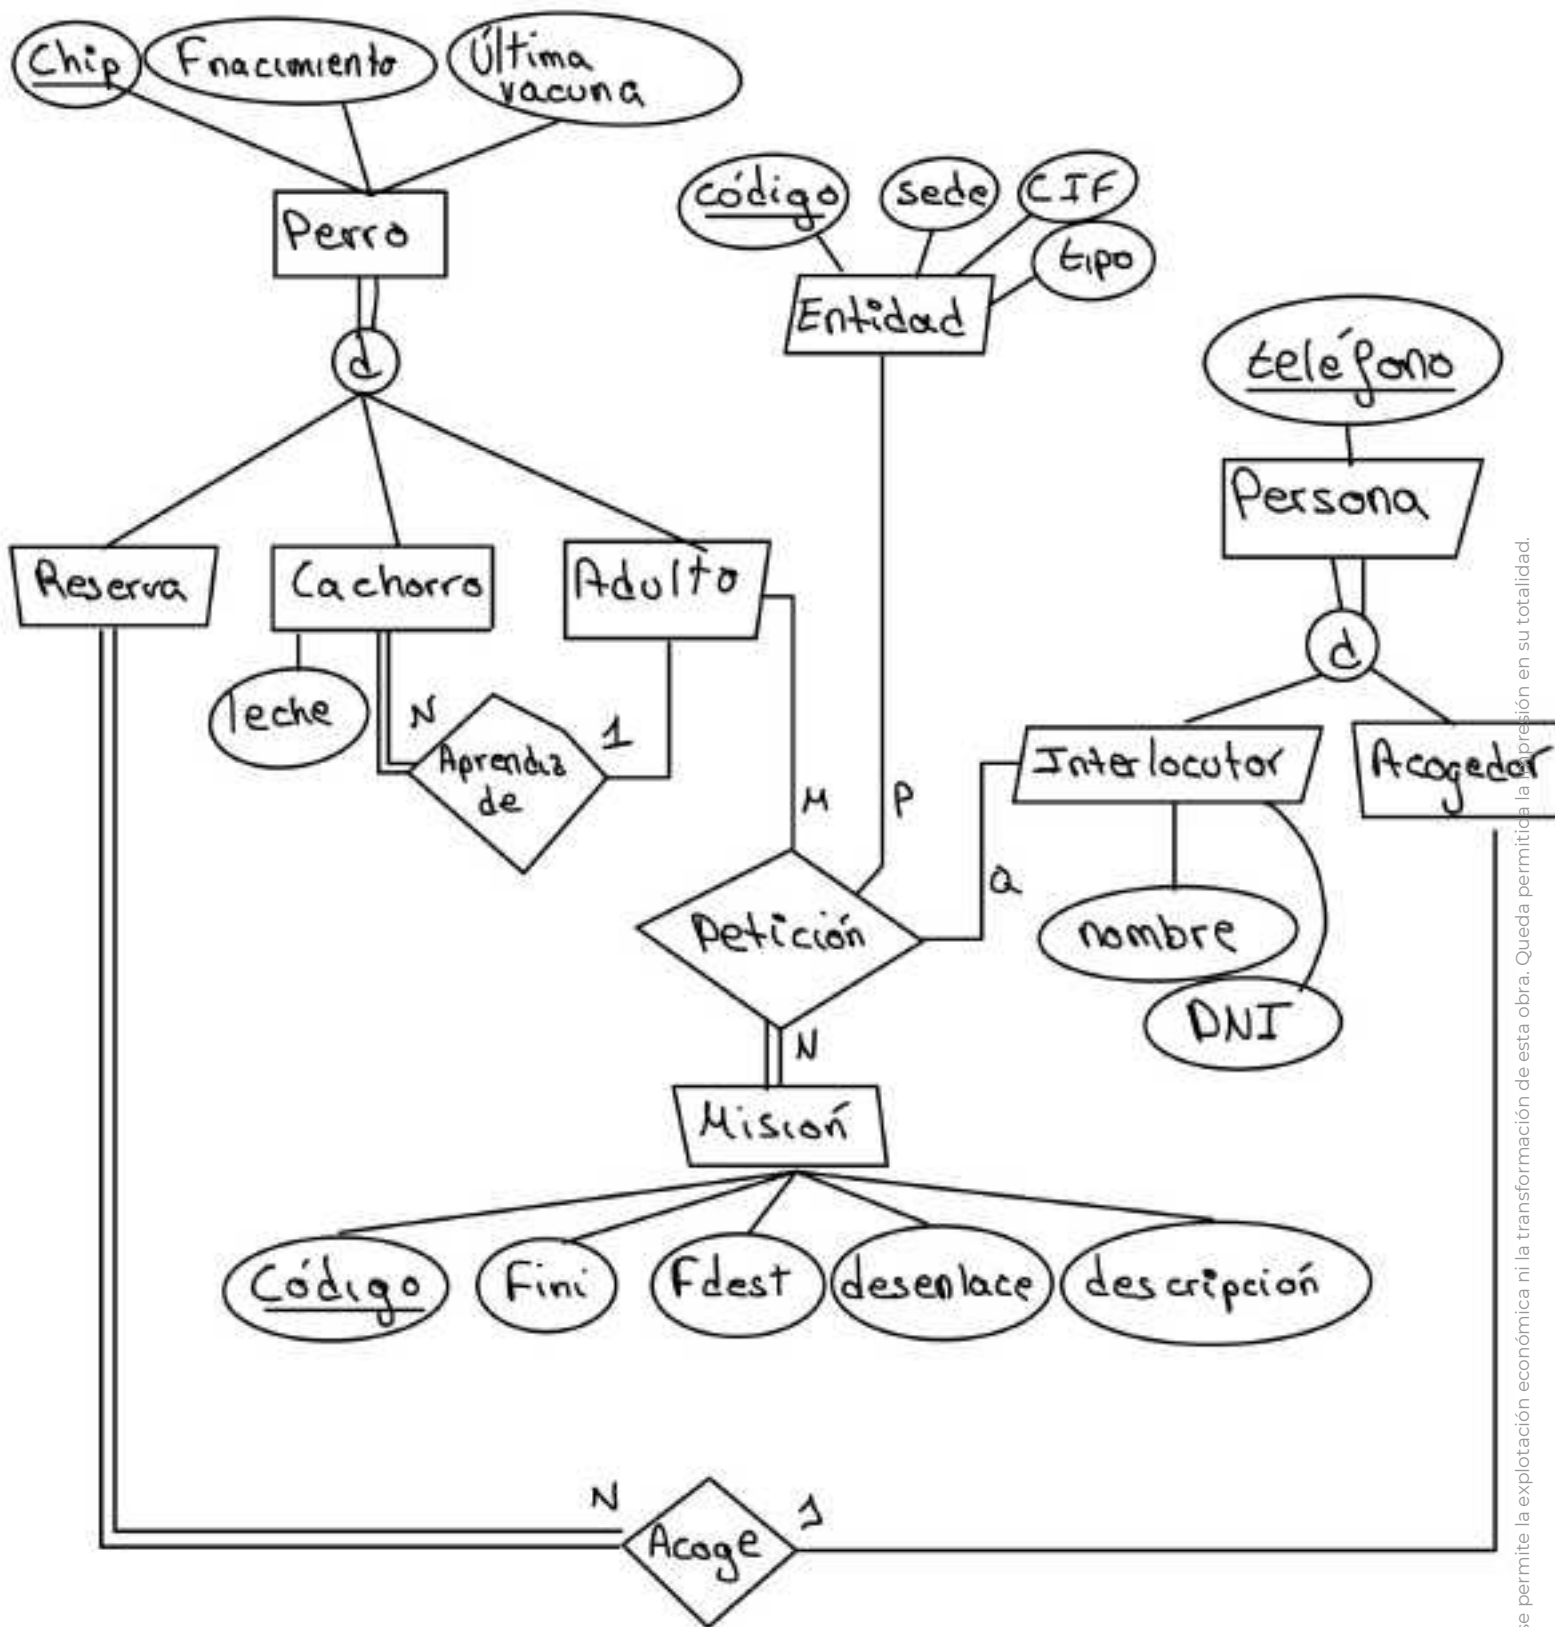 Chip
Fnacimiento
Última
vacuna
código
sede
CIF
tipo
Perro
Entidad
d
teléfono
Persona
Reserva
Cachorro
Adulto
d
leche
N
1
Aprendiz
de
Interlocutor
Acogedor
M
P
Q
Petición
nombre
DNI
N
Misión
Código
Fini
Fdest
desenlace
descripción
N
1
Acoge
se permite la explotación económica ni la transformación de esta obra. Queda permitida la impresión en su totalidad.